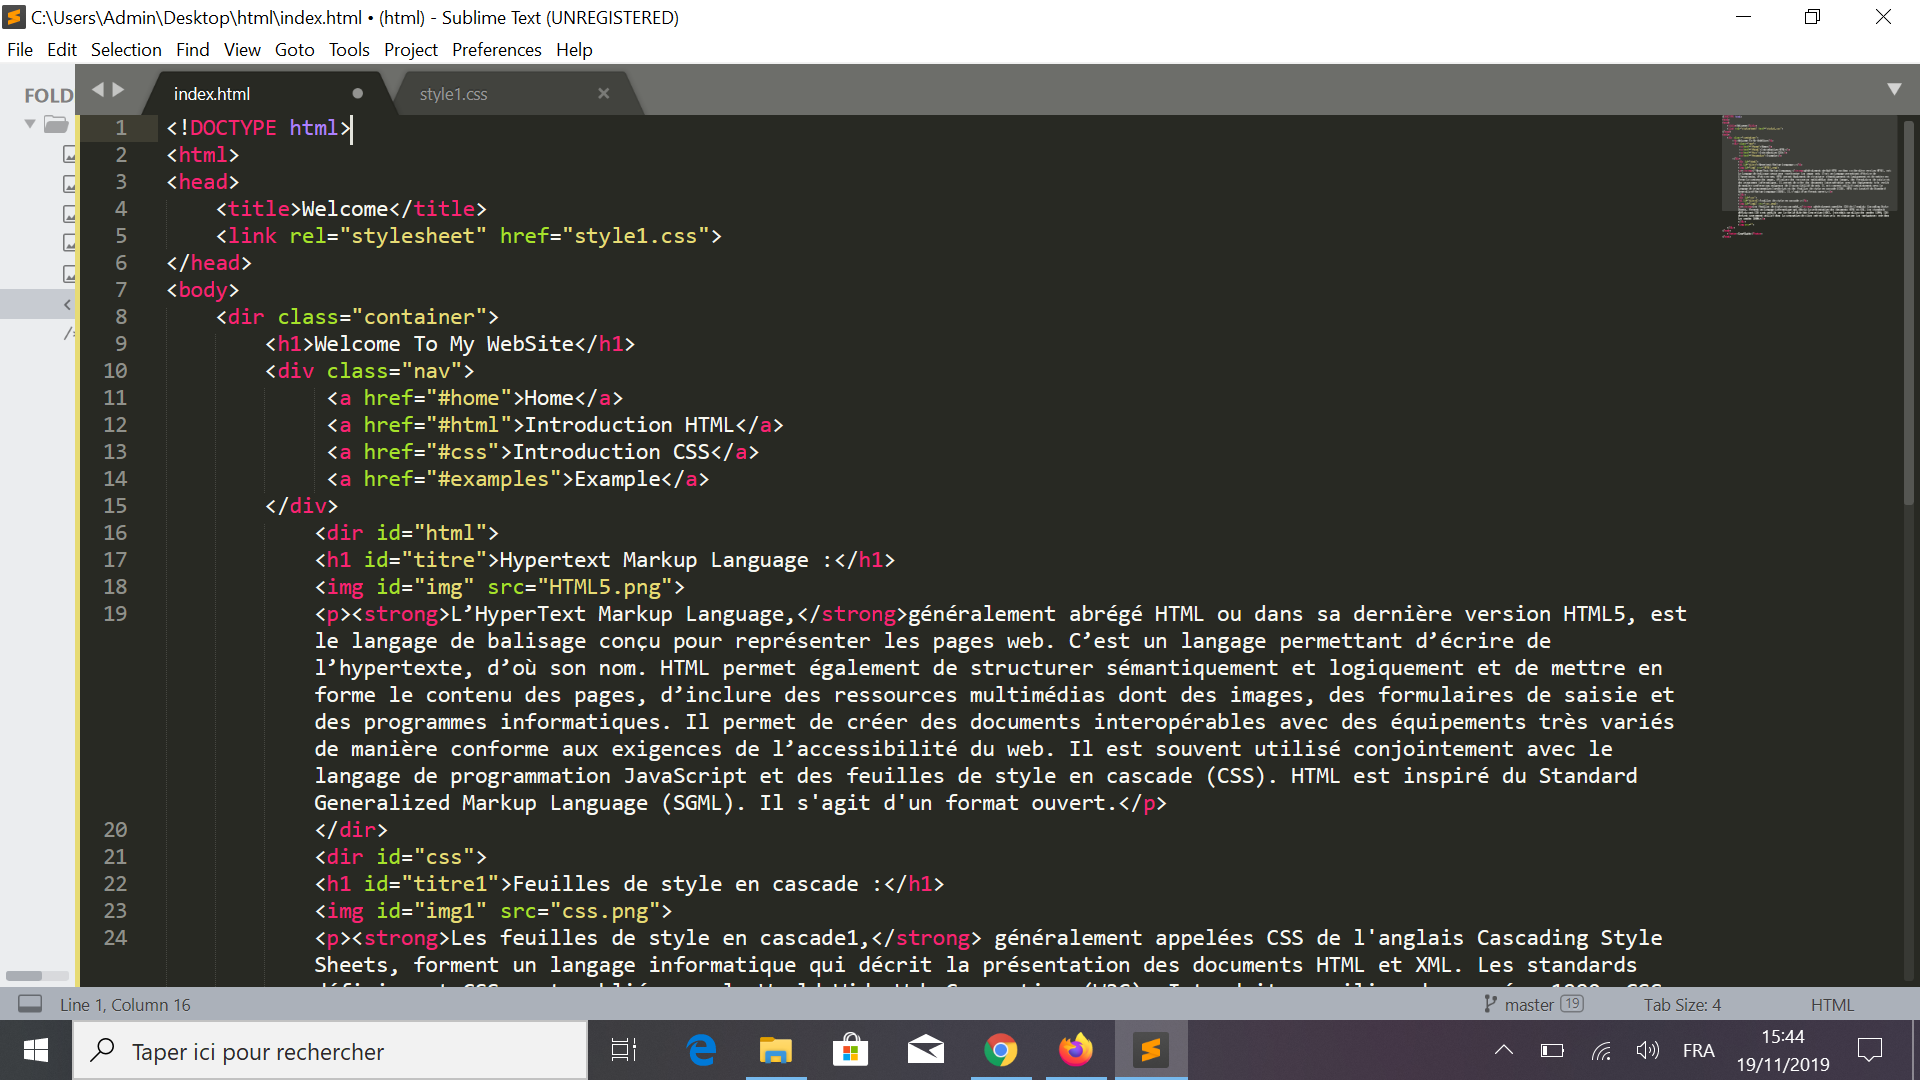 C:\Users\Admin\Desktop\html\index.html • (html) - Sublime Text (UNREGISTERED)
File Edit Selection Find View Goto Tools Project Preferences Help
FOLD
index.html
style1.css
1 <!DOCTYPE html>
2 <html>
3 <head>
4 <title>Welcome</title>
5 <link rel="stylesheet" href="style1.css">
6 </head>
7 <body>
8 <dir class="container">
9 <h1>Welcome To My WebSite</h1>
10 <div class="nav">
11 <a href="#home">Home</a>
12 <a href="#html">Introduction HTML</a>
13 <a href="#css">Introduction CSS</a>
14 <a href="#examples">Example</a>
15 </div>
16 <dir id="html">
17 <h1 id="titre">Hypertext Markup Language :</h1>
18 <img id="img" src="HTML5.png">
19 <p><strong>L’HyperText Markup Language,</strong>généralement abrégé HTML ou dans sa dernière version HTML5, est
le langage de balisage conçu pour représenter les pages web. C’est un langage permettant d’écrire de
l’hypertexte, d’où son nom. HTML permet également de structurer sémantiquement et logiquement et de mettre en
forme le contenu des pages, d’inclure des ressources multimédias dont des images, des formulaires de saisie et
des programmes informatiques. Il permet de créer des documents interopérables avec des équipements très variés
de manière conforme aux exigences de l’accessibilité du web. Il est souvent utilisé conjointement avec le
langage de programmation JavaScript et des feuilles de style en cascade (CSS). HTML est inspiré du Standard
Generalized Markup Language (SGML). Il s'agit d'un format ouvert.</p>
20 </dir>
21 <dir id="css">
22 <h1 id="titre1">Feuilles de style en cascade :</h1>
23 <img id="img1" src="css.png">
24 <p><strong>Les feuilles de style en cascade1,</strong> généralement appelées CSS de l'anglais Cascading Style
Sheets, forment un langage informatique qui décrit la présentation des documents HTML et XML. Les standards
Line 1, Column 16
master 19
Tab Size: 4
HTML
Taper ici pour rechercher
FRA
15:44
19/11/2019